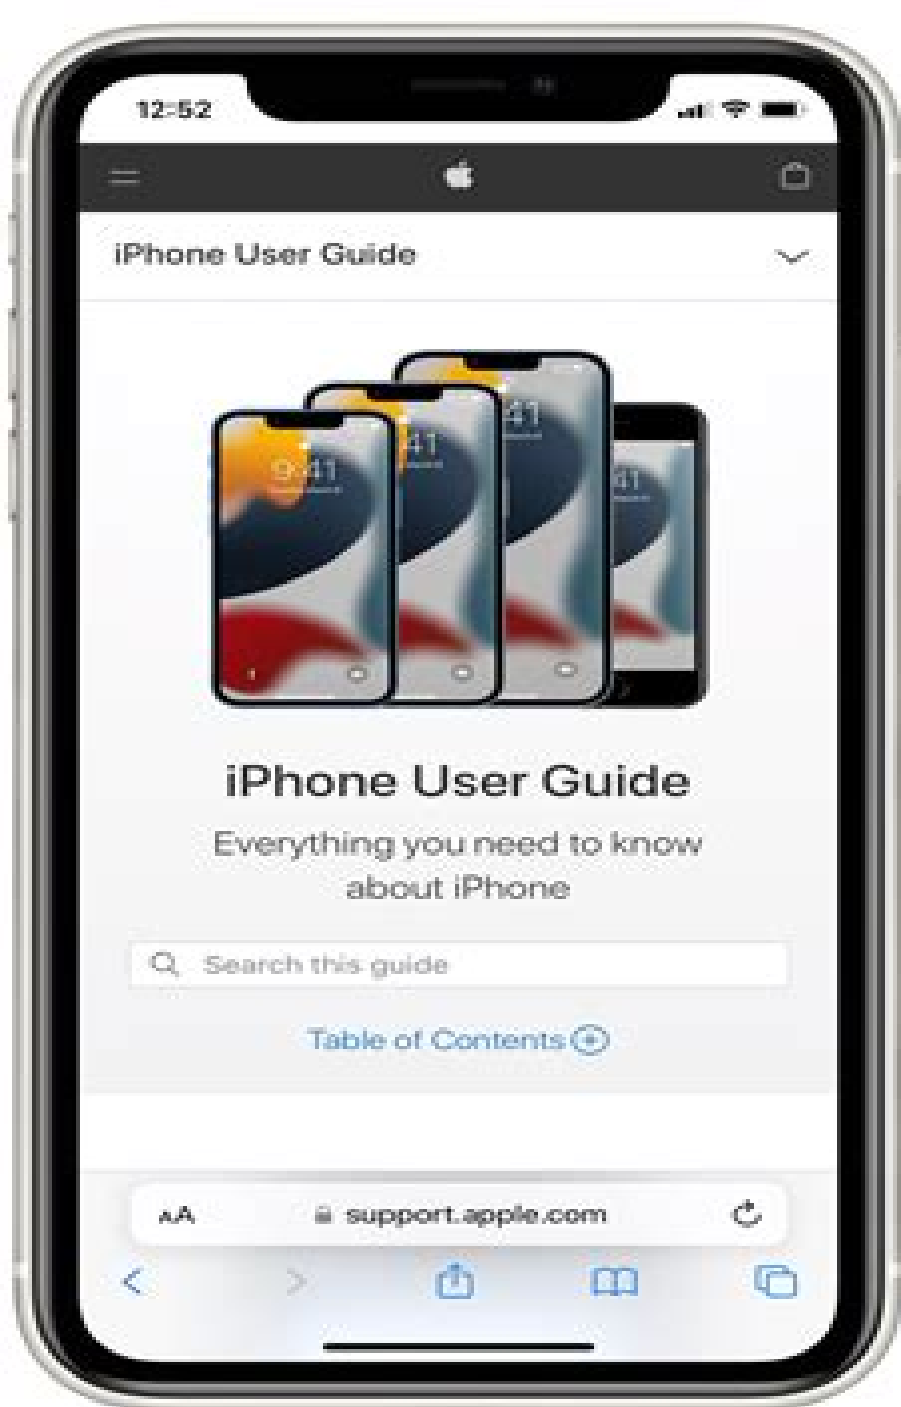 12:52
iPhone User Guide
9:41
41
41
41
iPhone User Guide
Everything you need to know
about iPhone
Search this guide
Table of Contents
AA
support.apple.com